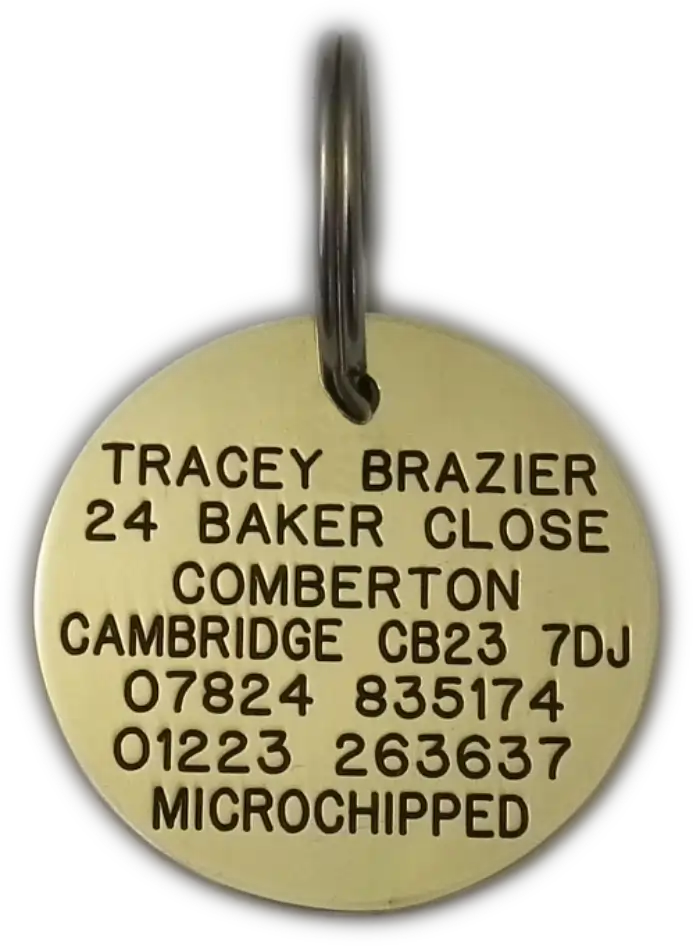 TRACEY BRAZIER
24 BAKER CLOSE
COMBERTON
CAMBRIDGE CB23 7DJ
07824 835174
01223 263637
MICROCHIPPED